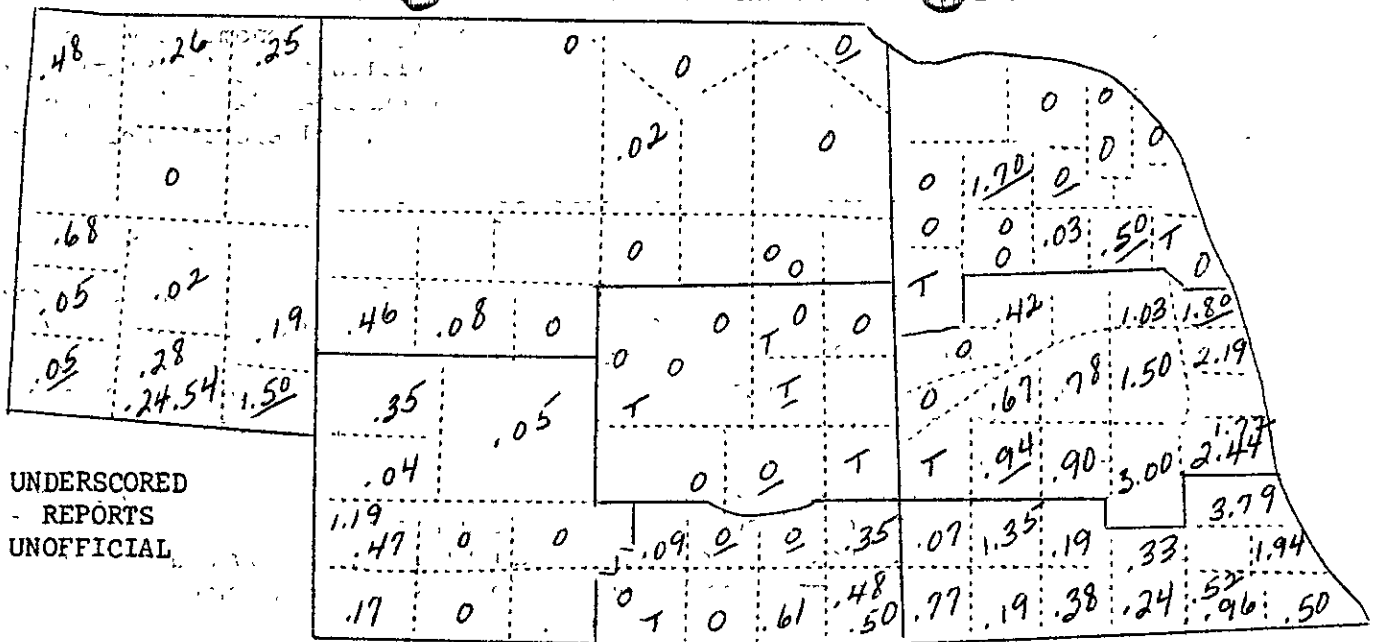 .48 .26 .25 0 0 0
0 0 0
.02 0
0 0 1.70 0 0 0
.68 0 0 .03 .50 T
0 0 0 0 0
.05 .02 T
.19 .46 .08 0 0 0 0 .42 1.03 1.80
.05 .28 0 0 T 0 2.19
.24 .54 1.50 .35 .05 T T 0 .67 .78 1.50
1.77
.04 0 0 T T .94 .90 3.00 2.44
UNDERSCORED
- REPORTS
UNOFFICIAL
1.19 3.79
.47 0 0 .09 0 0 .35 .07 1.35 .19 .33 1.94
.17 0 0 T 0 .61 .48 .50 .77 .19 .38 .24 .52 .96 .50